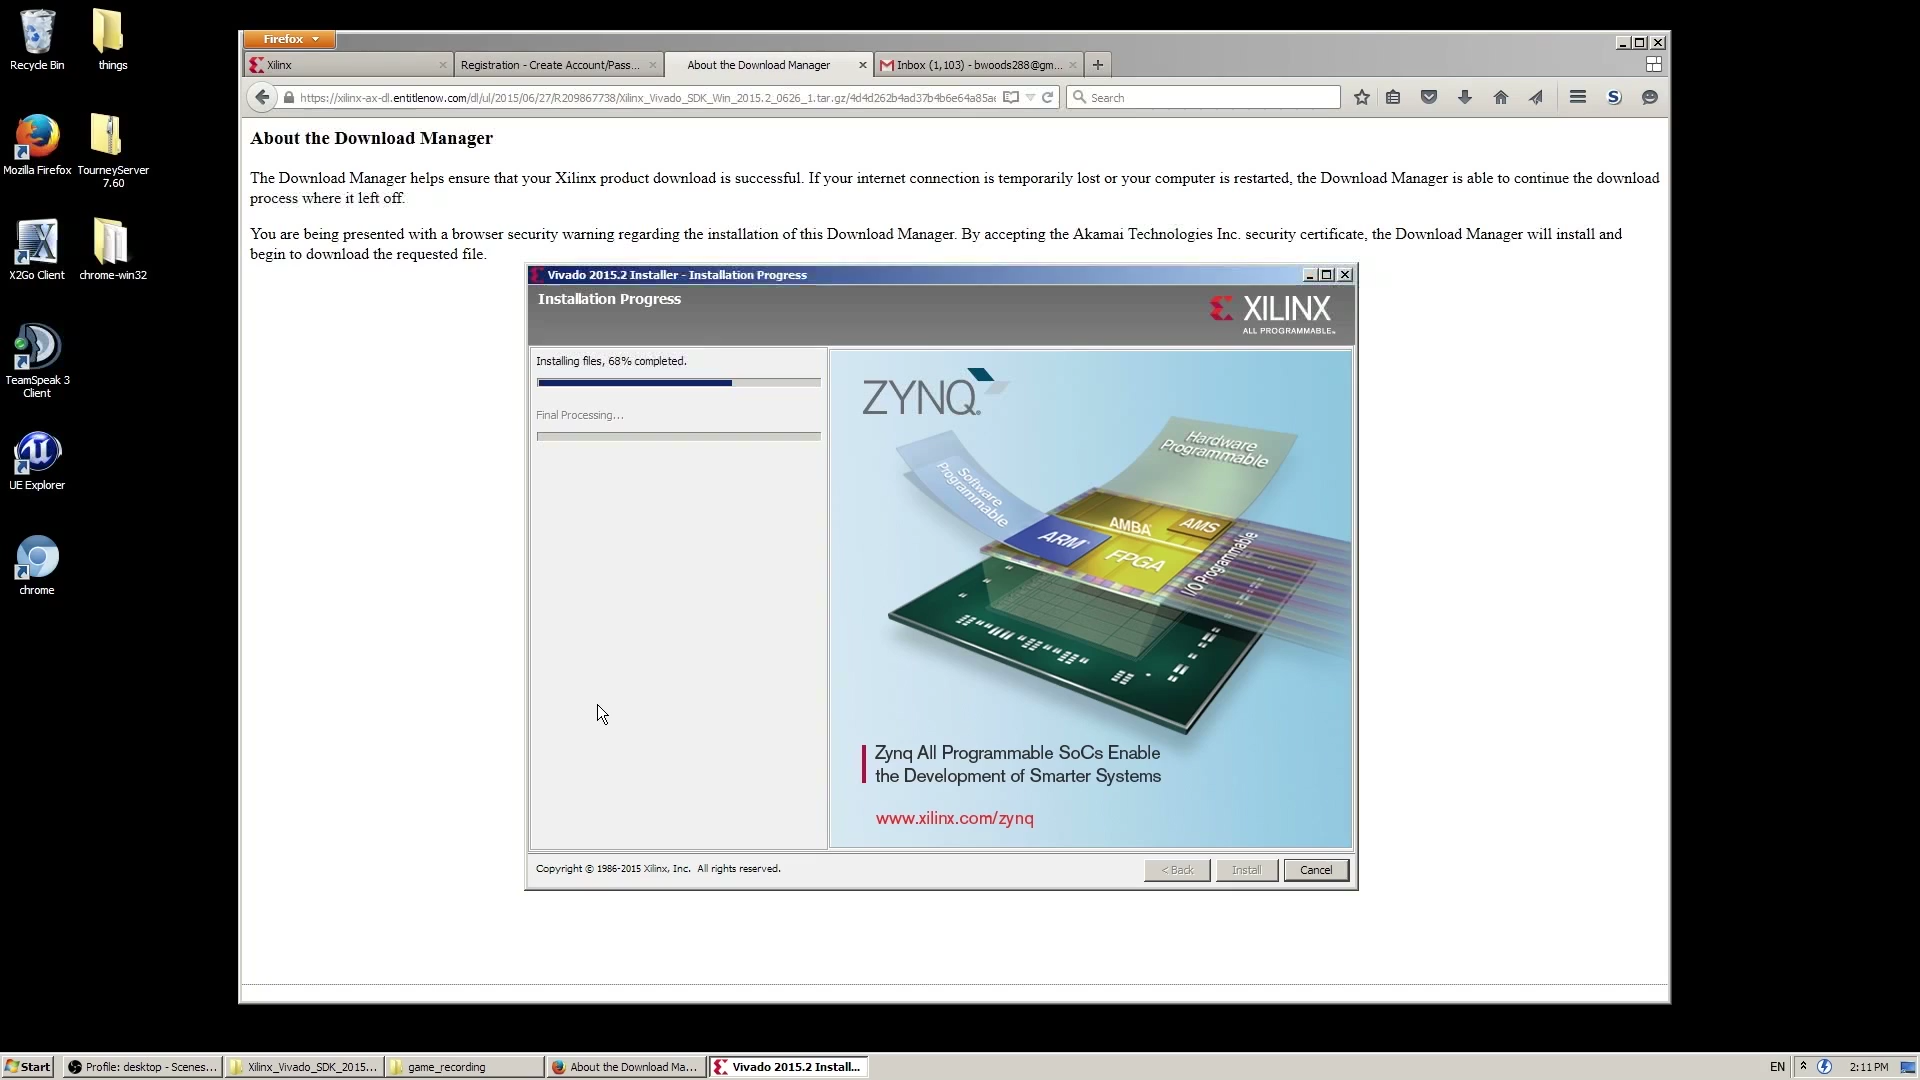 Recycle Bin
things
Mozilla Firefox
TourneyServer
7.60
X2Go Client
chrome-win32
TeamSpeak 3
Client
UE Explorer
chrome
Firefox
Xilinx
Registration - Create Account/Pass...
About the Download Manager
Inbox (1,103) - bwoods288@gm...
https://xilinx-ax-dl.entitlenow.com/dl/ul/2015/06/27/R209867738/Xilinx_Vivado_SDK_Win_2015.2_0626_1.tar.gz/4d4d262b4ad37b4b6e64a85a
Search
About the Download Manager
The Download Manager helps ensure that your Xilinx product download is successful. If your internet connection is temporarily lost or your computer is restarted, the Download Manager is able to continue the download
process where it left off.
You are being presented with a browser security warning regarding the installation of this Download Manager. By accepting the Akamai Technologies Inc. security certificate, the Download Manager will install and
begin to download the requested file.
Vivado 2015.2 Installer - Installation Progress
Installation Progress
XILINX
ALL PROGRAMMABLE.
Installing files, 68% completed.
Final Processing...
ZYNQ.
Hardware
Programmable
Software
Programmable
AMBA
AMS
ARM
FPGA
I/O Programmable
Zynq All Programmable SoCs Enable
the Development of Smarter Systems
www.xilinx.com/zynq
Copyright © 1986-2015 Xilinx, Inc. All rights reserved.
< Back
Install
Cancel
Start
Profile: desktop - Scenes...
Xilinx_Vivado_SDK_2015...
game_recording
About the Download Ma...
Vivado 2015.2 Install...
EN
2:11 PM